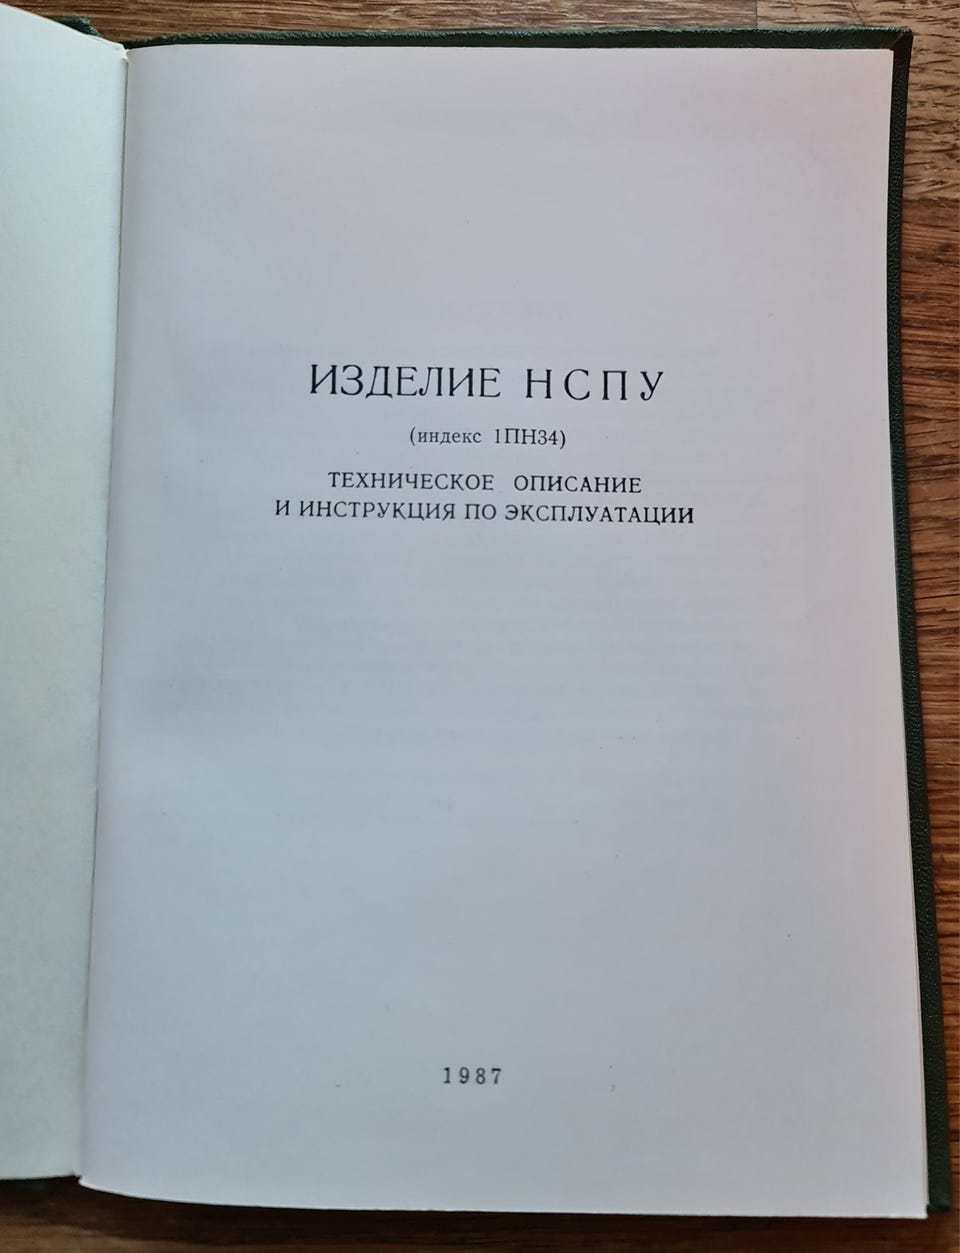 ИЗДЕЛИЕ НСПУ
(индекс 1ПН34)
ТЕХНИЧЕСКОЕ ОПИСАНИЕ
И ИНСТРУКЦИЯ ПО ЭКСПЛУАТАЦИИ
1987